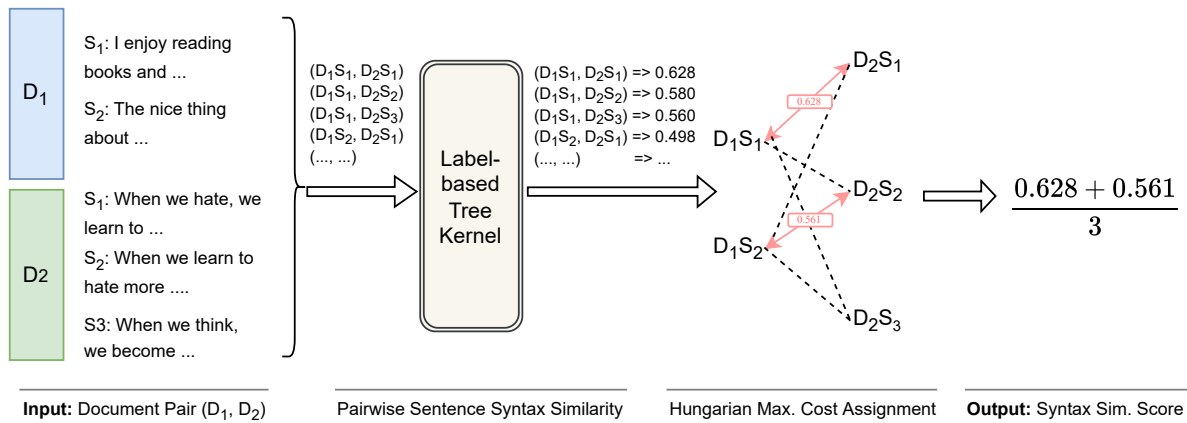 D1
S1: I enjoy reading
books and ...
S2: The nice thing
about ...
D2
S1: When we hate, we
learn to ...
S2: When we learn to
hate more ....
S3: When we think,
we become ...
(D1S1, D2S1)
(D1S1, D2S2)
(D1S1, D2S3)
(D1S2, D2S1)
(..., ...)
Label-
based
Tree
Kernel
(D1S1, D2S1) => 0.628
(D1S1, D2S2) => 0.580
(D1S1, D2S3) => 0.560
(D1S2, D2S1) => 0.498
(..., ...) => ...
D2S1
0.628
D1S1
D2S2
0.561
D1S2
D2S3
0.628 + 0.561
3
Input: Document Pair (D1, D2)
Pairwise Sentence Syntax Similarity
Hungarian Max. Cost Assignment
Output: Syntax Sim. Score